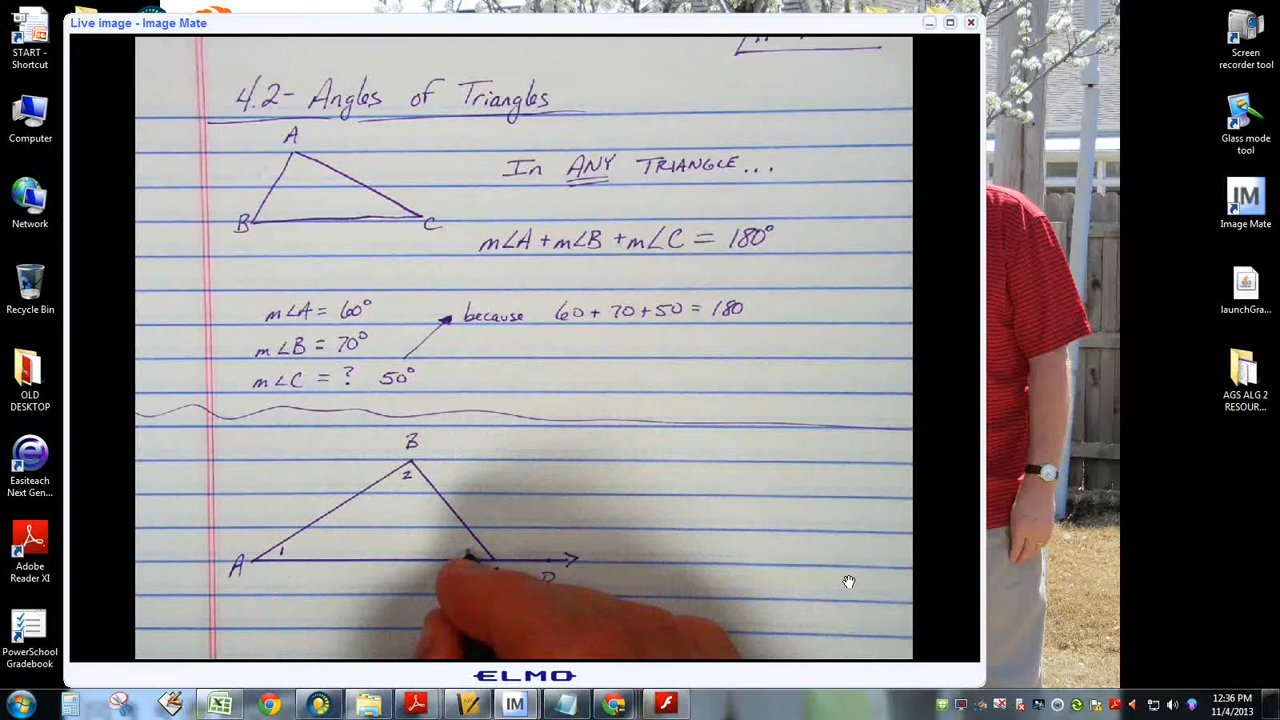 Live image - Image Mate
4.2- Angles of Triangles
A
In ANY TRIANGLE...
B
C
m∠A + m∠B + m∠C = 180°
m∠A = 60°
because 60 + 70 + 50 = 180
m∠B = 70°
m∠C = ? 50°
B
2
A
1
D
ELMO
START - Shortcut
Computer
Network
Recycle Bin
OLD DESKTOP
Easiteach Next Gen...
Adobe Reader XI
PowerSchool Gradebook
Screen recorder tool
Glass mode tool
IM
Image Mate
launchGra...
AGS ALG 2 RESOUR...
IM
12:36 PM
11/4/2013